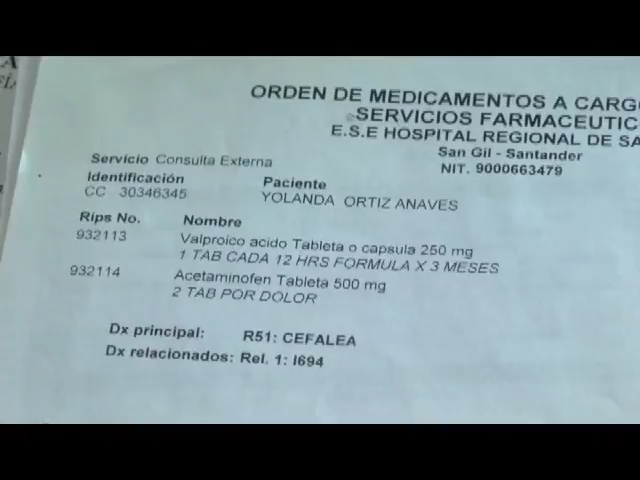 ORDEN DE MEDICAMENTOS A CARGO
SERVICIOS FARMACEUTIC
E.S.E HOSPITAL REGIONAL DE SA
San Gil - Santander
NIT. 9000663479
Servicio Consulta Externa
Identificación Paciente
CC 30346345 YOLANDA ORTIZ ANAVES
Rips No. Nombre
932113 Valproico acido Tableta o capsula 250 mg
1 TAB CADA 12 HRS FORMULA X 3 MESES
932114 Acetaminofen Tableta 500 mg
2 TAB POR DOLOR
Dx principal: R51: CEFALEA
Dx relacionados: Rel. 1: I694